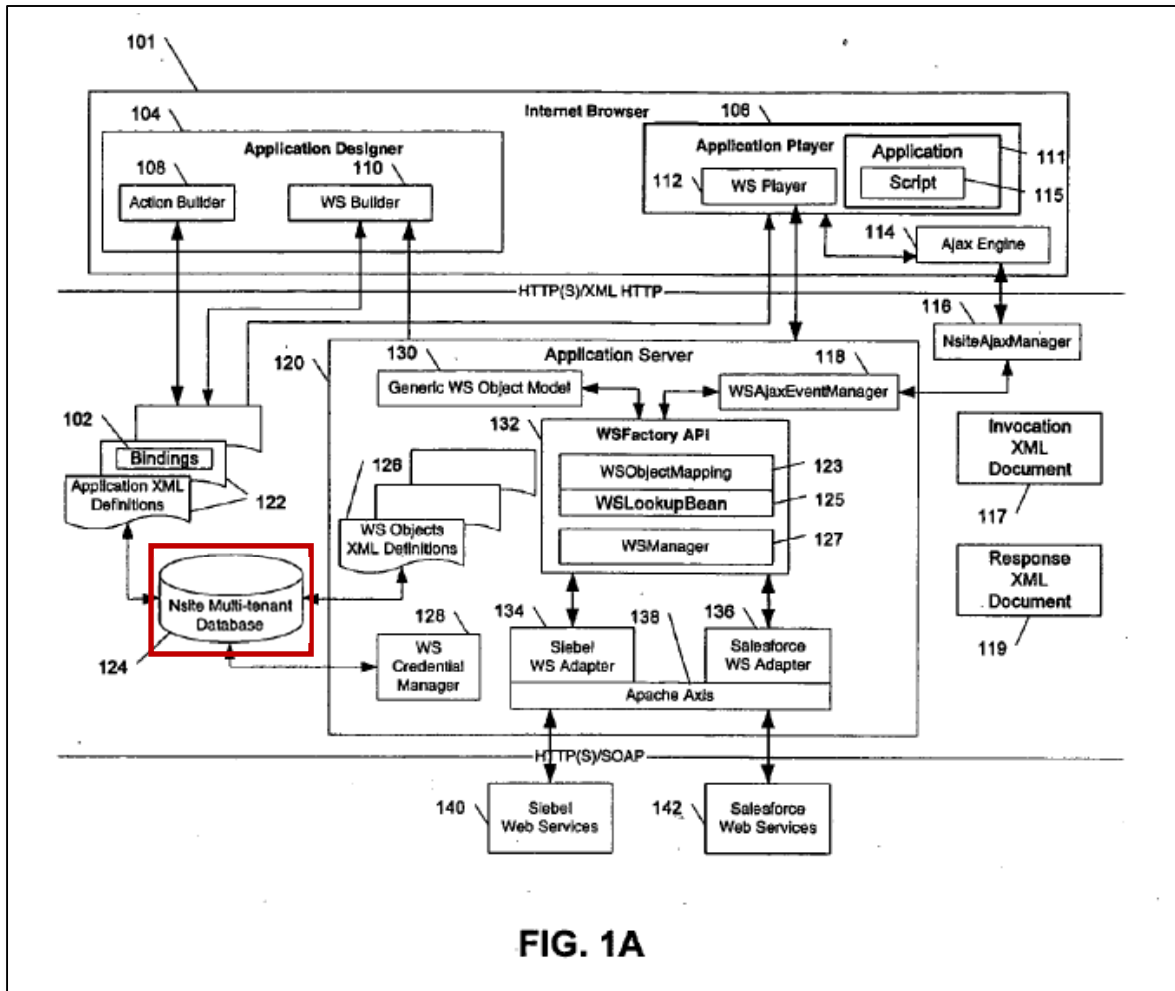 101
104
Internet Browser
106
Application Designer
Application Player
Application
111
108
110
112
WS Player
Script
115
Action Builder
WS Builder
114
Ajax Engine
HTTP(S)/XML HTTP
116
NsiteAjaxManager
120
Application Server
130
118
Generic WS Object Model
WSAjaxEventManager
102
132
WSFactory API
Invocation
XML
Document
Bindings
126
WSObjectMapping
123
122
Application XML
Definitions
WSLookupBean
125
117
WS Objects
XML Definitions
WSManager
127
Response
XML
Document
Nsite Multi-tenant
Database
134
138
136
119
124
128
WS
Credential
Manager
Siebel
WS Adapter
Salesforce
WS Adapter
Apache Axis
HTTP(S)/SOAP
140
Siebel
Web Services
142
Salesforce
Web Services
FIG. 1A